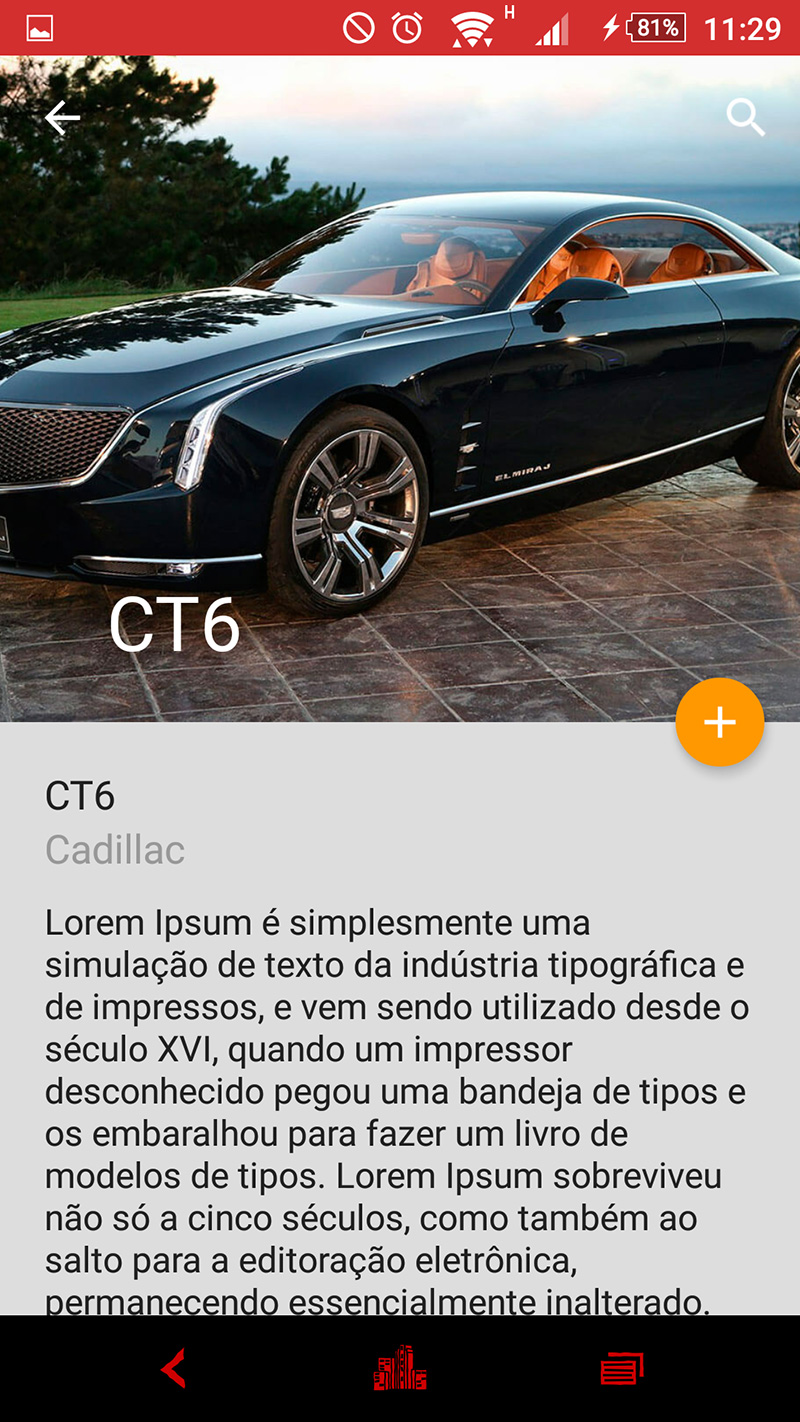 H
81%
11:29
ELMIRAJ
CT6
CT6
Cadillac
Lorem Ipsum é simplesmente uma
simulação de texto da indústria tipográfica e
de impressos, e vem sendo utilizado desde o
século XVI, quando um impressor
desconhecido pegou uma bandeja de tipos e
os embaralhou para fazer um livro de
modelos de tipos. Lorem Ipsum sobreviveu
não só a cinco séculos, como também ao
salto para a editoração eletrônica,
permanecendo essencialmente inalterado.